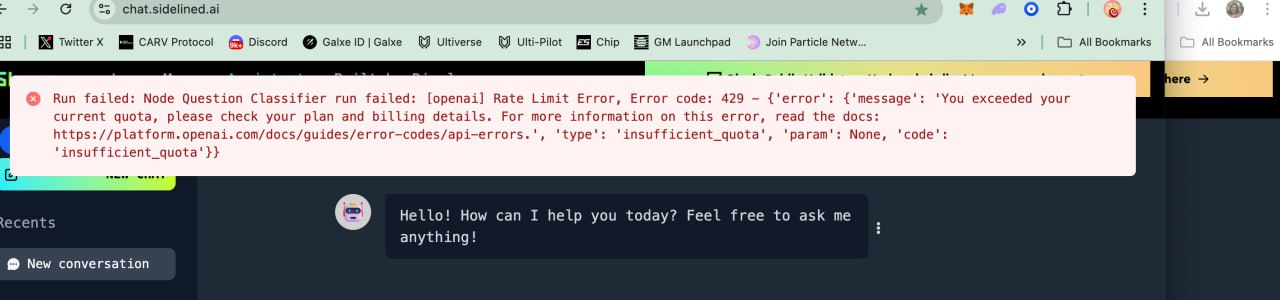 chat.sidelined.ai
Twitter X
CARV Protocol
9K+
Discord
Galxe ID | Galxe
Ultiverse
Ulti-Pilot
ES
Chip
GM Launchpad
Join Particle Netw...
»
All Bookmarks
All Bookmarks
here →
Run failed: Node Question Classifier run failed: [openai] Rate Limit Error, Error code: 429 – {'error': {'message': 'You exceeded your
current quota, please check your plan and billing details. For more information on this error, read the docs:
https://platform.openai.com/docs/guides/error-codes/api-errors.', 'type': 'insufficient_quota', 'param': None, 'code':
'insufficient_quota'}}
NEW CHAT
Recents
Hello! How can I help you today? Feel free to ask me
anything!
New conversation